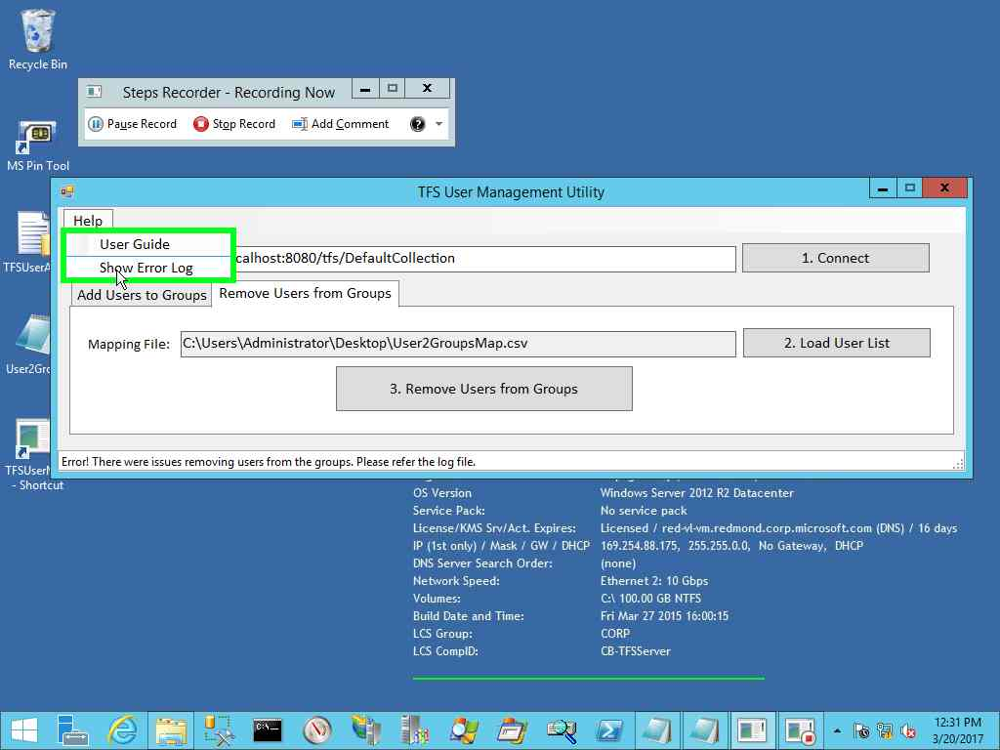 Recycle Bin
Steps Recorder - Recording Now
Pause Record
Stop Record
Add Comment
MS Pin Tool
TFS User Management Utility
Help
User Guide
Show Error Log
calhost:8080/tfs/DefaultCollection
1. Connect
TFSUserA
Add Users to Groups
Remove Users from Groups
Mapping File:
C:\Users\Administrator\Desktop\User2GroupsMap.csv
2. Load User List
User2Gro
3. Remove Users from Groups
Error! There were issues removing users from the groups. Please refer the log file.
TFSUserM
- Shortcut
OS Version Windows Server 2012 R2 Datacenter
Service Pack: No service pack
License/KMS Srv/Act. Expires: Licensed / red-vl-vm.redmond.corp.microsoft.com (DNS) / 16 days
IP (1st only) / Mask / GW / DHCP 169.254.88.175, 255.255.0.0, No Gateway, DHCP
DNS Server Search Order: (none)
Network Speed: Ethernet 2: 10 Gbps
Volumes: C:\ 100.00 GB NTFS
Build Date and Time: Fri Mar 27 2015 16:00:15
LCS Group: CORP
LCS CompID: CB-TFSServer
12:31 PM
3/20/2017